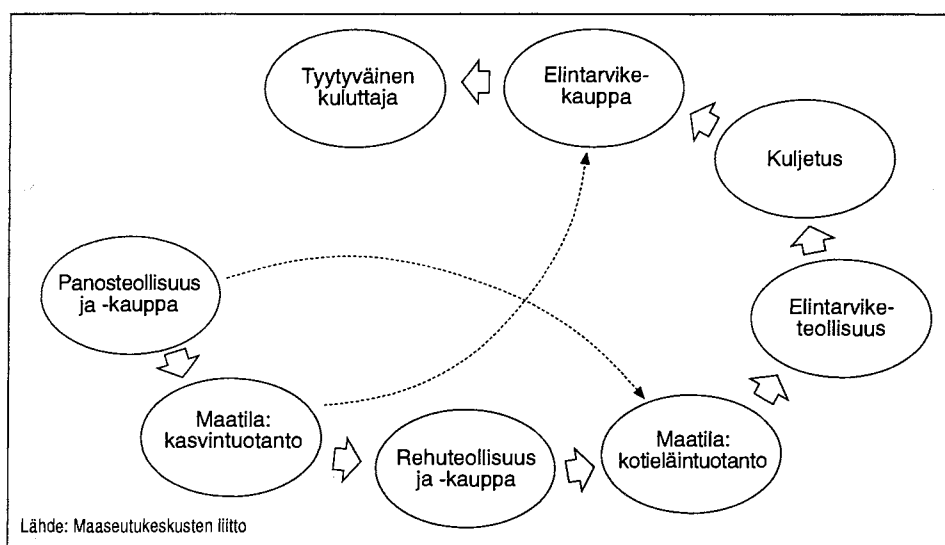 Tyytyväinen
kuluttaja
Elintarvike-
kauppa
Kuljetus
Panosteollisuus
ja -kauppa
Elintarvike-
teollisuus
Maatila:
kasvintuotanto
Rehuteollisuus
ja -kauppa
Maatila:
kotieläintuotanto
Lähde: Maaseutukeskusten liitto